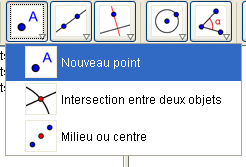 A
α
A
Nouveau point
Intersection entre deux objets
Milieu ou centre